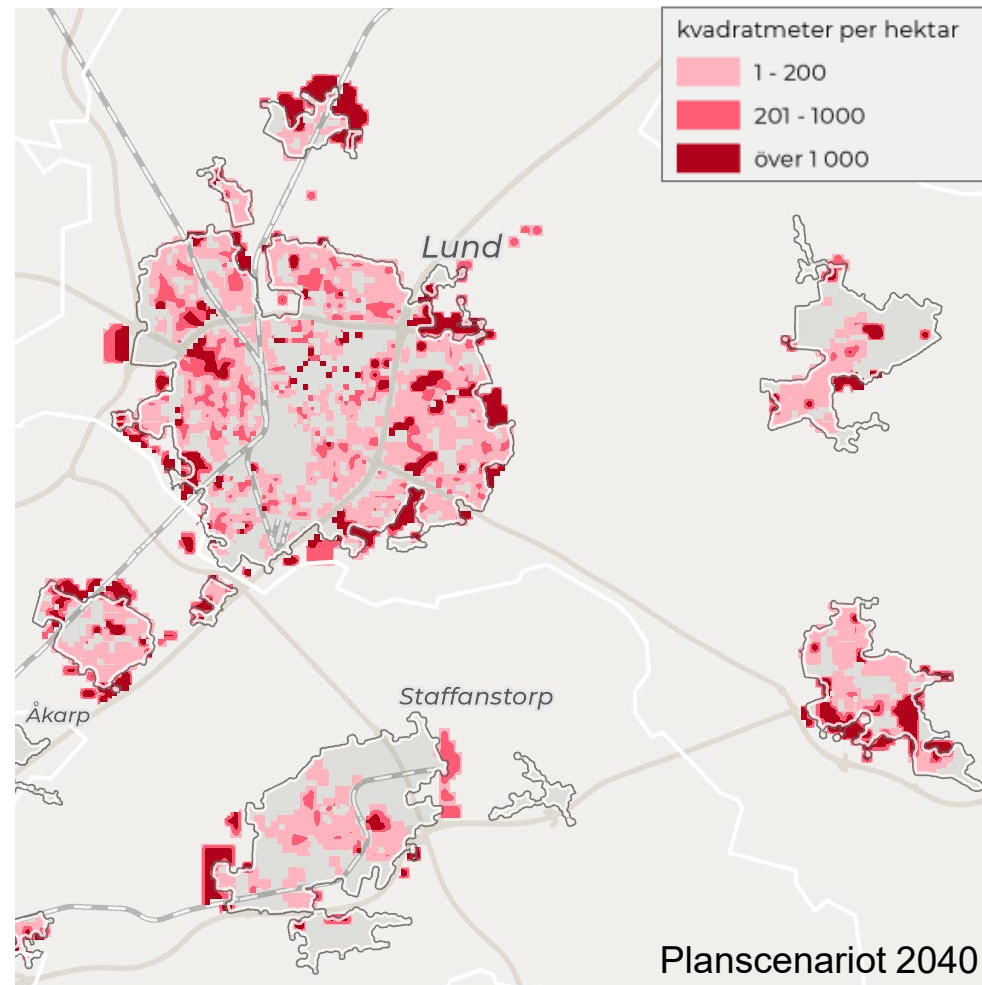 kvadratmeter per hektar
1 - 200
201 - 1000
över 1 000
Lund
Staffanstorp
Åkarp
Planscenariot 2040